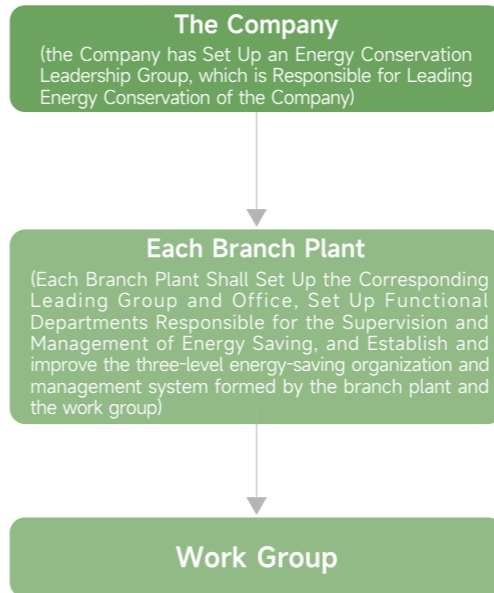 The Company
(the Company has Set Up an Energy Conservation
Leadership Group, which is Responsible for Leading
Energy Conservation of the Company)
Each Branch Plant
(Each Branch Plant Shall Set Up the Corresponding
Leading Group and Office, Set Up Functional
Departments Responsible for the Supervision and
Management of Energy Saving, and Establish and
improve the three-level energy-saving organization and
management system formed by the branch plant and
the work group)
Work Group